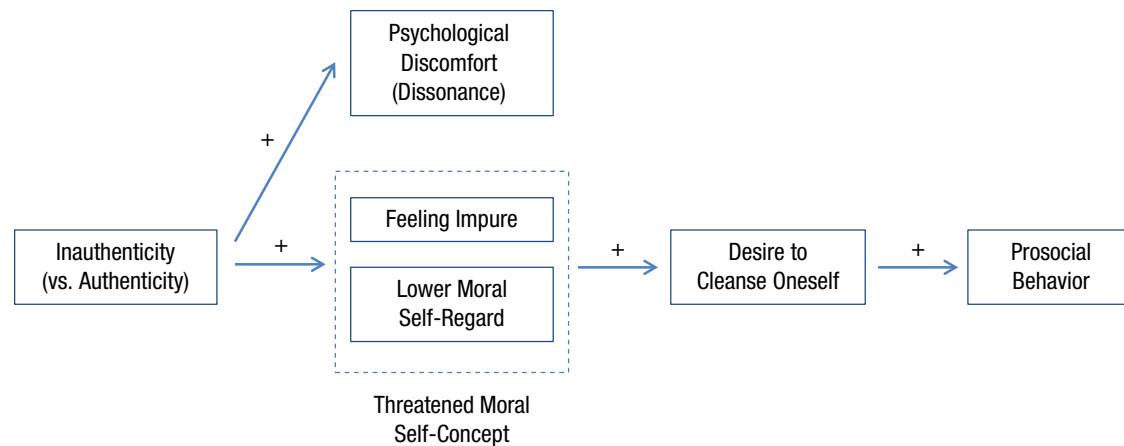 Psychological
Discomfort
(Dissonance)
+
Feeling Impure
+
+
+
Inauthenticity
(vs. Authenticity)
Desire to
Cleanse Oneself
Prosocial
Behavior
Lower Moral
Self-Regard
Threatened Moral
Self-Concept